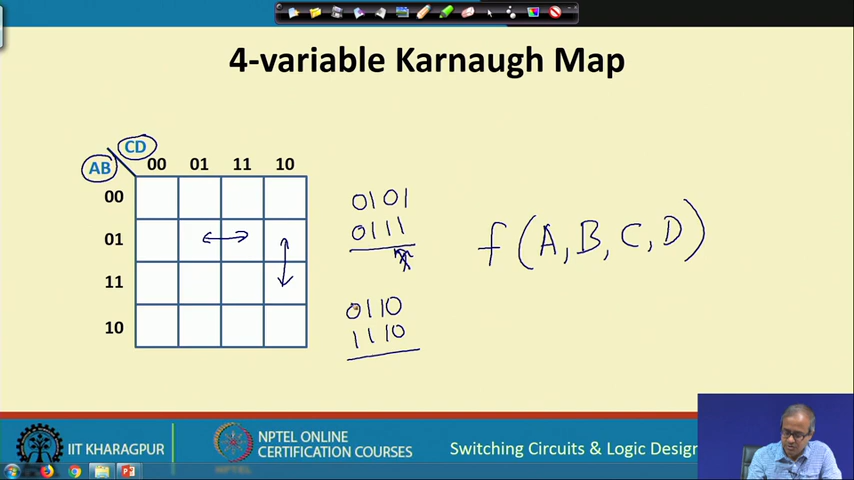 4-variable Karnaugh Map
CD
AB 00 01 11 10
00
01
11
10
0101
0111
0110
1110
f(A,B,C,D)
IIT KHARAGPUR
NPTEL ONLINE
CERTIFICATION COURSES
Switching Circuits & Logic Design
NPTEL